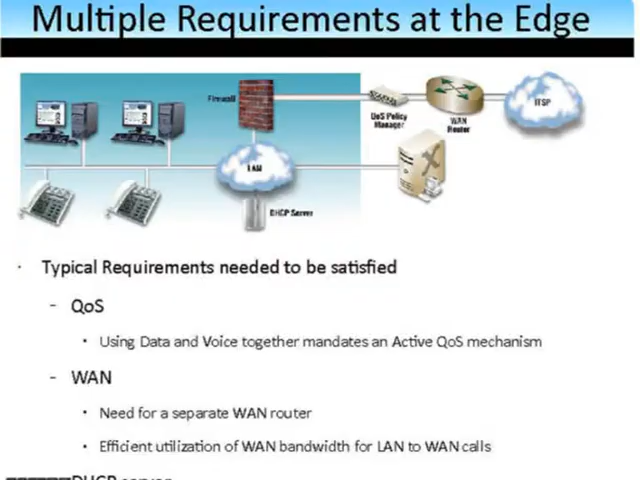 Multiple Requirements at the Edge
Firewall
QoS Policy
Manager
WAN
Router
ITSP
LAN
DHCP Server
· Typical Requirements needed to be satisfied
- QoS
• Using Data and Voice together mandates an Active QoS mechanism
- WAN
• Need for a separate WAN router
• Efficient utilization of WAN bandwidth for LAN to WAN calls
DHCP server